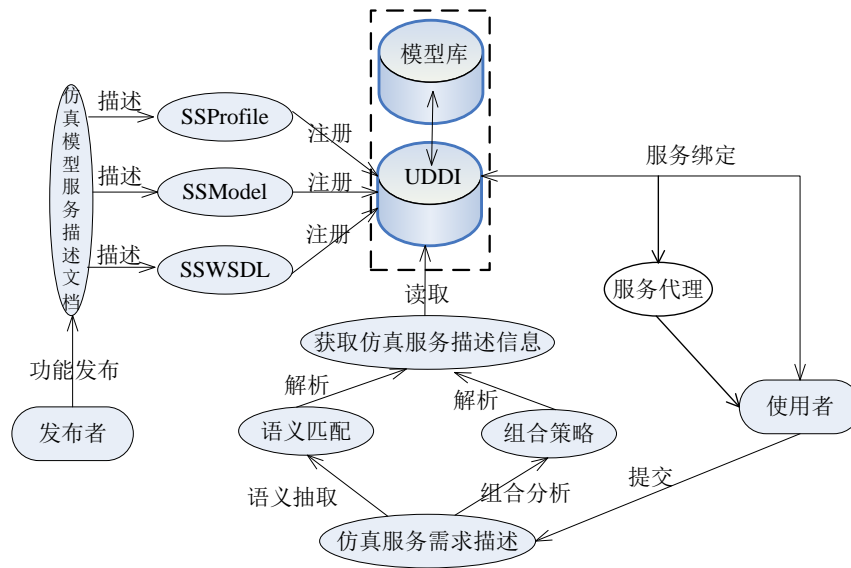 模型库
仿真模型服务描述文档
描述
SSProfile
注册
服务绑定
UDDI
描述
SSModel
注册
描述
SSWSDL
注册
服务代理
读取
获取仿真服务描述信息
功能发布
解析
解析
发布者
语义匹配
组合策略
使用者
语义抽取
组合分析
提交
仿真服务需求描述